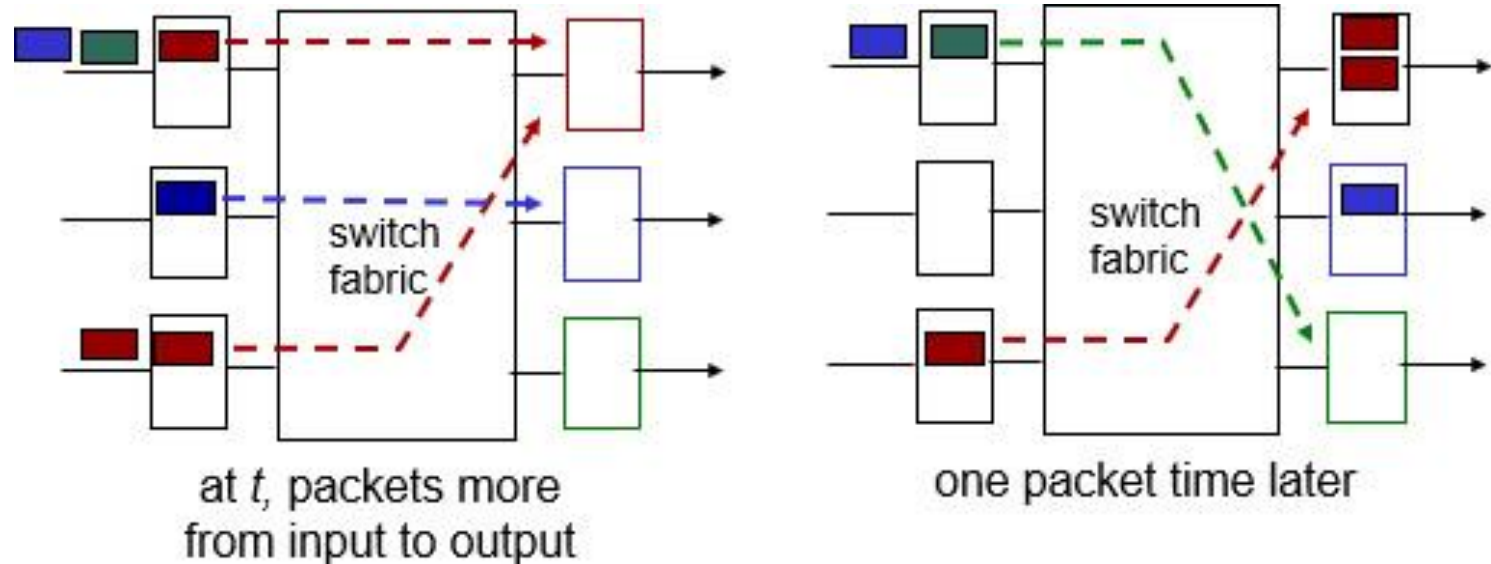 switch
fabric
at t, packets more
from input to output
switch
fabric
one packet time later